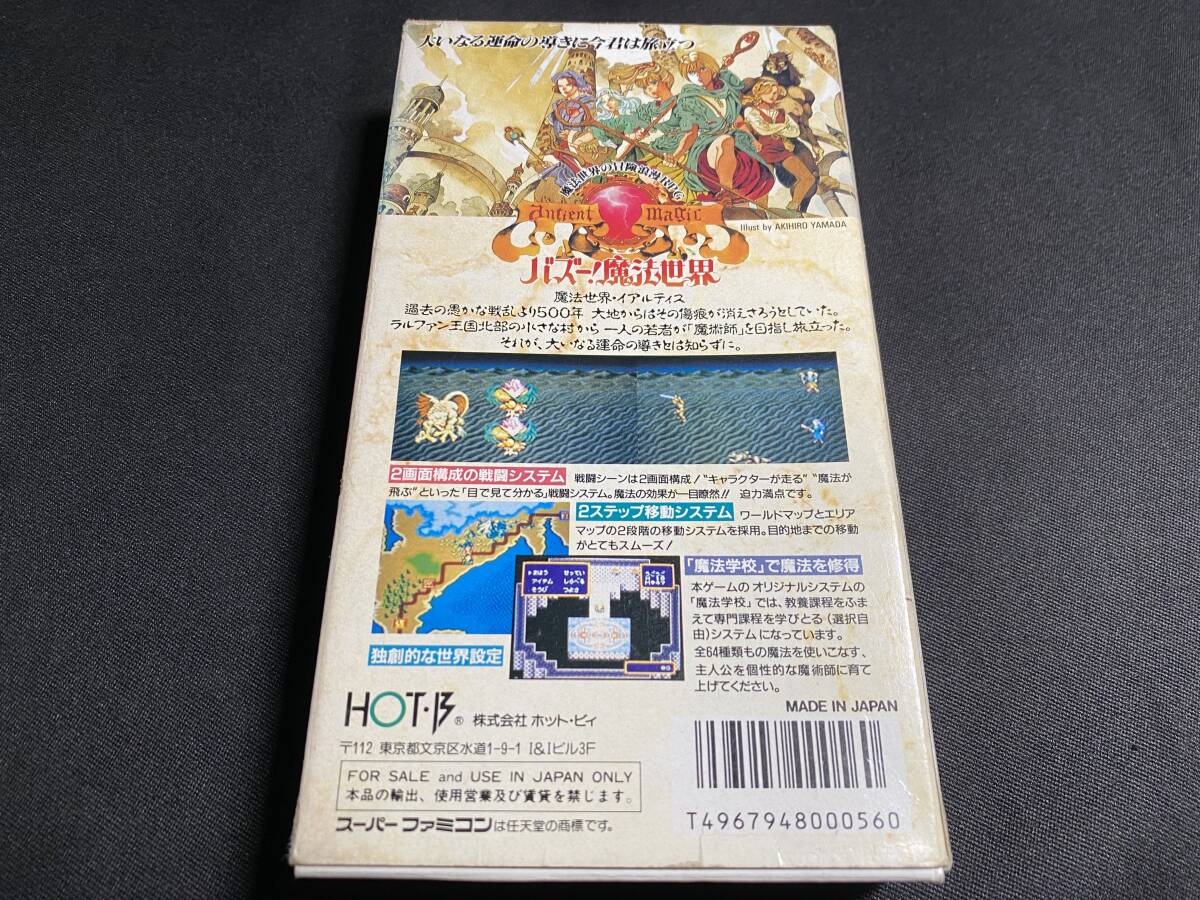 大いなる運命の導きに今君は旅立つ
魔法世界の冒険浪漫RPG
Ancient Magic
Illust by AKIHIRO YAMADA
バズー!魔法世界
魔法世界・イアルティス
過去の愚かな戦乱より500年 大地からはその傷痕が消えさろうとしていた。
ラルファン王国北部の小さな村から 一人の若者が「魔術師」を目指し旅立った。
それが、大いなる運命の導きとは知らずに。
2画面構成の戦闘システム 戦闘シーンは2画面構成!“キャラクターが走る”“魔法が
飛ぶ”といった「目で見て分かる」戦闘システム。魔法の効果が一目瞭然!! 迫力満点です。
2ステップ移動システム ワールドマップとエリア
マップの2段階の移動システムを採用。目的地までの移動
がとてもスムーズ!
「魔法学校」で魔法を修得
本ゲームのオリジナルシステムの
「魔法学校」では、教養課程をふま
えて専門課程を学びとる(選択自
由)システムになっています。
全64種類もの魔法を使いこなす、
主人公を個性的な魔術師に育て
上げてください。
まほう せってい
アイテム しらべる
そうび つよさ
独創的な世界設定
MADE IN JAPAN
HOT・B® 株式会社 ホット・ビィ
〒112 東京都文京区水道1-9-1 I&Iビル3F
FOR SALE and USE IN JAPAN ONLY
本品の輸出、使用営業及び賃貸を禁じます。
スーパーファミコンは任天堂の商標です。
T4967948000560